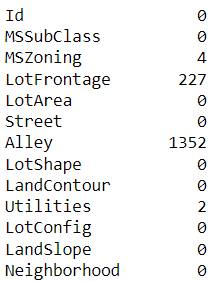 Id 0
MSSubClass 0
MSZoning 4
LotFrontage 227
LotArea 0
Street 0
Alley 1352
LotShape 0
LandContour 0
Utilities 2
LotConfig 0
LandSlope 0
Neighborhood 0